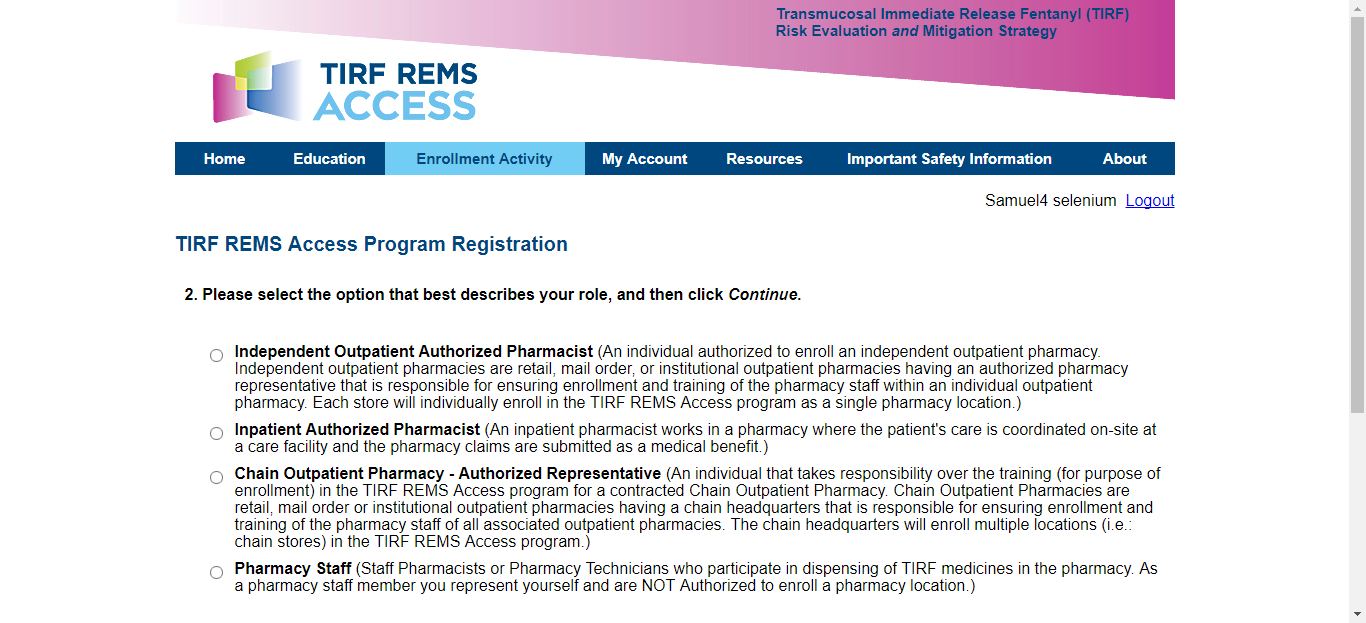 Transmucosal Immediate Release Fentanyl (TIRF)
Risk Evaluation and Mitigation Strategy
TIRF REMS
ACCESS
Home Education Enrollment Activity My Account Resources Important Safety Information About
Samuel4 selenium Logout
TIRF REMS Access Program Registration
2. Please select the option that best describes your role, and then click Continue.
Independent Outpatient Authorized Pharmacist (An individual authorized to enroll an independent outpatient pharmacy.
Independent outpatient pharmacies are retail, mail order, or institutional outpatient pharmacies having an authorized pharmacy
representative that is responsible for ensuring enrollment and training of the pharmacy staff within an individual outpatient
pharmacy. Each store will individually enroll in the TIRF REMS Access program as a single pharmacy location.)
Inpatient Authorized Pharmacist (An inpatient pharmacist works in a pharmacy where the patient's care is coordinated on-site at
a care facility and the pharmacy claims are submitted as a medical benefit.)
Chain Outpatient Pharmacy - Authorized Representative (An individual that takes responsibility over the training (for purpose of
enrollment) in the TIRF REMS Access program for a contracted Chain Outpatient Pharmacy. Chain Outpatient Pharmacies are
retail, mail order or institutional outpatient pharmacies having a chain headquarters that is responsible for ensuring enrollment and
training of the pharmacy staff of all associated outpatient pharmacies. The chain headquarters will enroll multiple locations (i.e.:
chain stores) in the TIRF REMS Access program.)
Pharmacy Staff (Staff Pharmacists or Pharmacy Technicians who participate in dispensing of TIRF medicines in the pharmacy. As
a pharmacy staff member you represent yourself and are NOT Authorized to enroll a pharmacy location.)